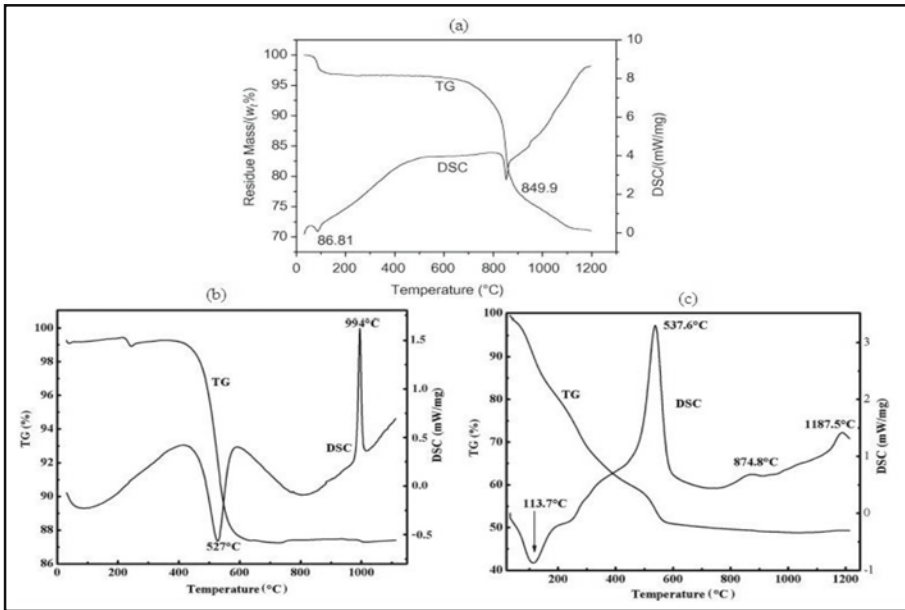 (a)
100
95
90
85
80
75
70
Residue Mass/(wt%)
10
8
6
4
2
0
DSC/(mW/mg)
TG
DSC
849.9
86.81
0 200 400 600 800 1000 1200
Temperature (°C)
(b)
100
98
96
94
92
90
88
86
TG (%)
1.5
1.0
0.5
0.0
-0.5
DSC (mW/mg)
994°C
TG
DSC
527°C
0 200 400 600 800 1000
Temperature (°C)
(c)
100
90
80
70
60
50
40
TG (%)
3
2
1
0
-1
DSC (mW/mg)
537.6°C
TG
DSC
1187.5°C
874.8°C
113.7°C
200 400 600 800 1000 1200
Temperature (°C)